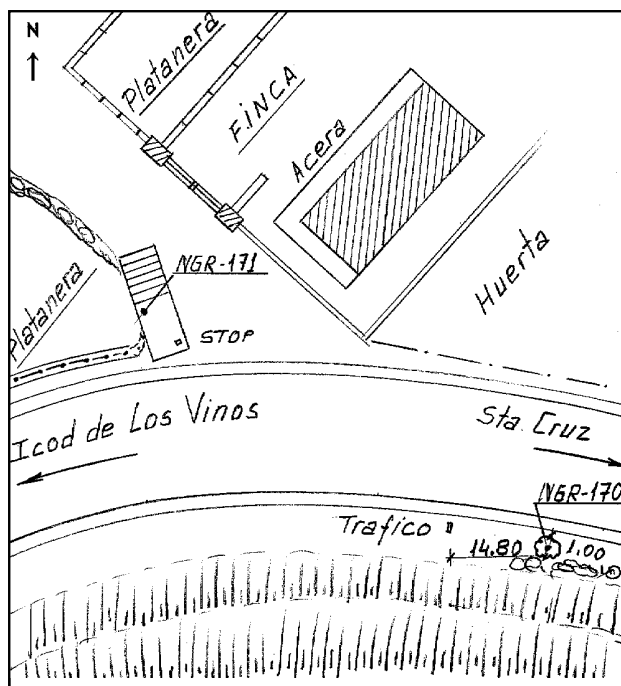 N
Platanera
FINCA
Acera
Huerta
NGR-171
Platanera
STOP
Icod de Los Vinos
Sta. Cruz
NGR-170
Trafico
14.80
1.00